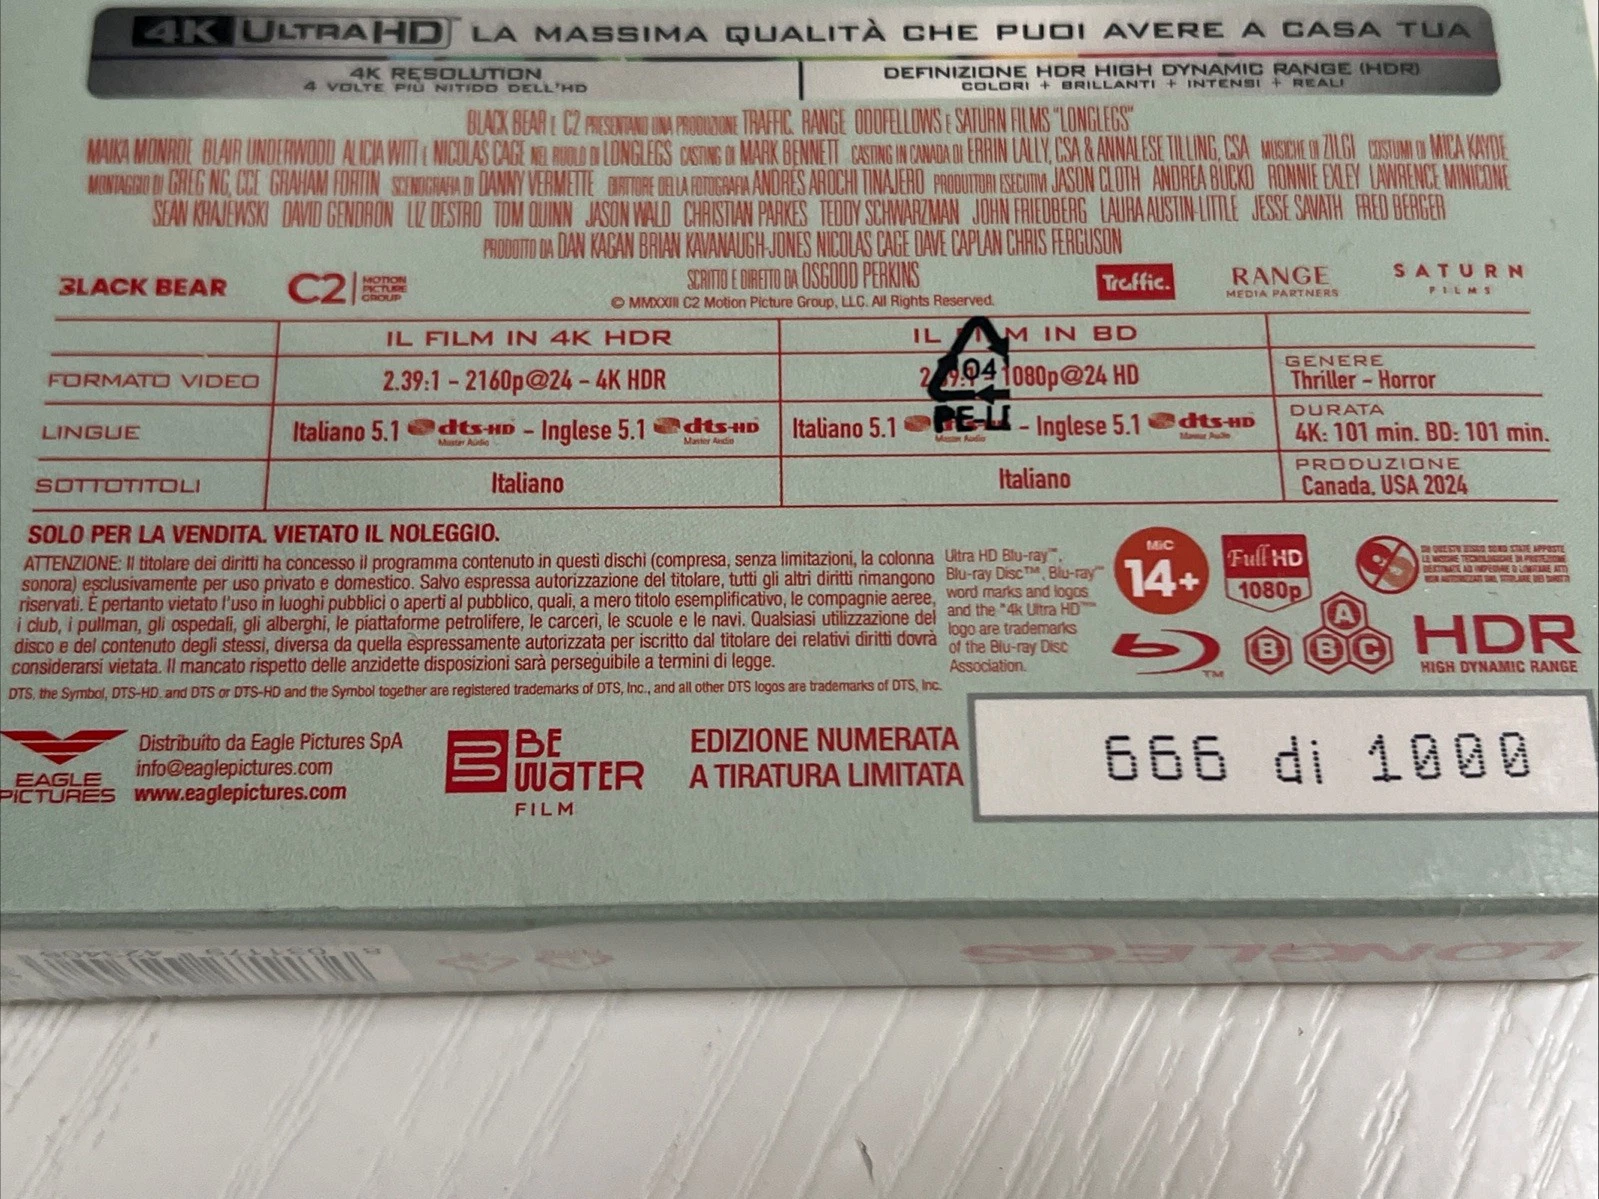 4K ULTRA HD™ LA MASSIMA QUALITÀ CHE PUOI AVERE A CASA TUA
4K RESOLUTION
4 VOLTE PIÙ NITIDO DELL'HD
DEFINIZIONE HDR HIGH DYNAMIC RANGE (HDR)
COLORI + BRILLANTI + INTENSI + REALI
BLACK BEAR E C2 PRESENTANO UNA PRODUZIONE TRAFFIC. RANGE ODDFELLOWS E SATURN FILMS "LONGLEGS"
MAIKA MONROE BLAIR UNDERWOOD ALICIA WITT E NICOLAS CAGE NEL RUOLO DI LONGLEGS CASTING DI MARK BENNETT CASTING IN CANADA DI ERRIN LALLY, CSA & ANNALESE TILLING, CSA MUSICHE DI ZILGI COSTUMI DI MICA KAYDE
MONTAGGIO DI GREG NG, CCE GRAHAM FORTIN SCENOGRAFIA DI DANNY VERMETTE DIRETTORE DELLA FOTOGRAFIA ANDRES AROCHI TINAJERO PRODUTTORI ESECUTIVI JASON CLOTH ANDREA BUCKO RONNIE EXLEY LAWRENCE MINICONE
SEAN KRAJEWSKI DAVID GENDRON LIZ DESTRO TOM QUINN JASON WALD CHRISTIAN PARKES TEDDY SCHWARZMAN JOHN FRIEDBERG LAURA AUSTIN-LITTLE JESSE SAVATH FRED BERGER
PRODOTTO DA DAN KAGAN BRIAN KAVANAUGH-JONES NICOLAS CAGE DAVE CAPLAN CHRIS FERGUSON
SCRITTO E DIRETTO DA OSGOOD PERKINS
BLACK BEAR
C2 MOTION PICTURE GROUP
© MMXXIII C2 Motion Picture Group, LLC. All Rights Reserved.
Traffic.
RANGE
MEDIA PARTNERS
SATURN
FILMS
IL FILM IN 4K HDR
IL FILM IN BD
FORMATO VIDEO
2.39:1 - 2160p@24 - 4K HDR
2.39:1 - 1080p@24 HD
04
PE-LD
GENERE
Thriller - Horror
LINGUE
Italiano 5.1 dts-HD Master Audio - Inglese 5.1 dts-HD Master Audio
Italiano 5.1 Master Audio - Inglese 5.1 dts-HD Master Audio
DURATA
4K: 101 min. BD: 101 min.
SOTTOTITOLI
Italiano
Italiano
PRODUZIONE
Canada, USA 2024
SOLO PER LA VENDITA. VIETATO IL NOLEGGIO.
ATTENZIONE: Il titolare dei diritti ha concesso il programma contenuto in questi dischi (compresa, senza limitazioni, la colonna
sonora) esclusivamente per uso privato e domestico. Salvo espressa autorizzazione del titolare, tutti gli altri diritti rimangono
riservati. È pertanto vietato l'uso in luoghi pubblici o aperti al pubblico, quali, a mero titolo esemplificativo, le compagnie aeree,
i club, i pullman, gli ospedali, gli alberghi, le piattaforme petrolifere, le carceri, le scuole e le navi. Qualsiasi utilizzazione del
disco e del contenuto degli stessi, diversa da quella espressamente autorizzata per iscritto dal titolare dei relativi diritti dovrà
considerarsi vietata. Il mancato rispetto delle anzidette disposizioni sarà perseguibile a termini di legge.
DTS, the Symbol, DTS-HD, and DTS or DTS-HD and the Symbol together are registered trademarks of DTS, Inc., and all other DTS logos are trademarks of DTS, Inc.
Ultra HD Blu-ray™,
Blu-ray Disc™, Blu-ray™
word marks and logos
and the "4k Ultra HD™"
logo are trademarks
of the Blu-ray Disc
Association.
MiC
14+
Full HD
1080p
B
A
B C
HDR
HIGH DYNAMIC RANGE
TM
EAGLE
PICTURES
Distribuito da Eagle Pictures SpA
info@eaglepictures.com
www.eaglepictures.com
BE
WaTER
FILM
EDIZIONE NUMERATA
A TIRATURA LIMITATA
666 di 1000
8 031179 423408
LONGLEGS